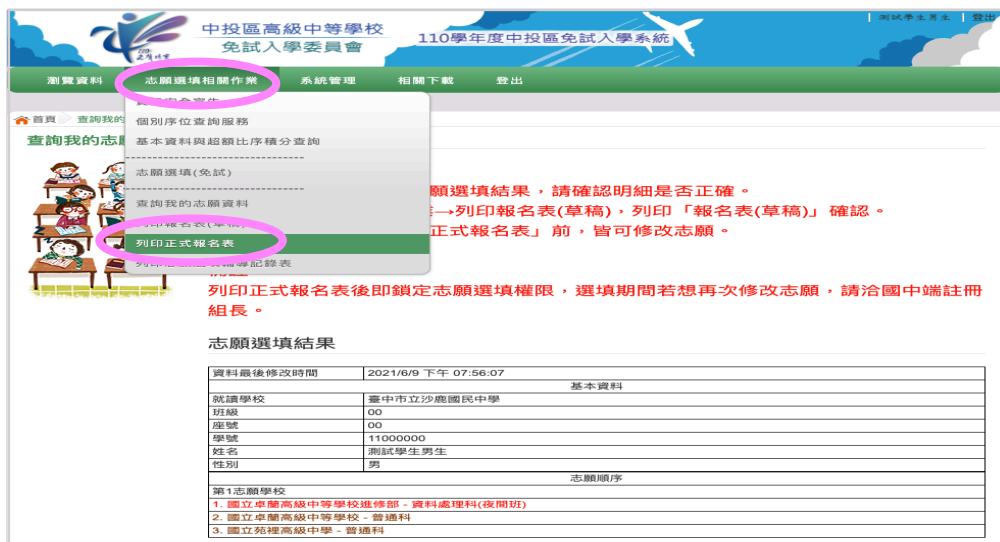 測試學生男生 | 登出
中投區高級中等學校
免試入學委員會
110學年度中投區免試入學系統
瀏覽資料 志願選填相關作業 系統管理 相關下載 登出
首頁 查詢我的
個別序位查詢服務
查詢我的志
基本資料與超額比序積分查詢
志願選填(免試)
願選填結果，請確認明細是否正確。
查詢我的志願資料
→列印報名表(草稿)，列印「報名表(草稿)」確認。
列印報名表(草稿)
正式報名表」前，皆可修改志願。
列印正式報名表
列印正式報名表後即鎖定志願選填權限，選填期間若想再次修改志願，請洽國中端註冊
組長。
志願選填結果
資料最後修改時間 2021/6/9 下午 07:56:07
基本資料
就讀學校 臺中市立沙鹿國民中學
班級 00
座號 00
學號 11000000
姓名 測試學生男生
性別 男
志願順序
第1志願學校
1. 國立卓蘭高級中等學校進修部 - 資料處理科(夜間班)
2. 國立卓蘭高級中等學校 - 普通科
3. 國立苑裡高級中學 - 普通科